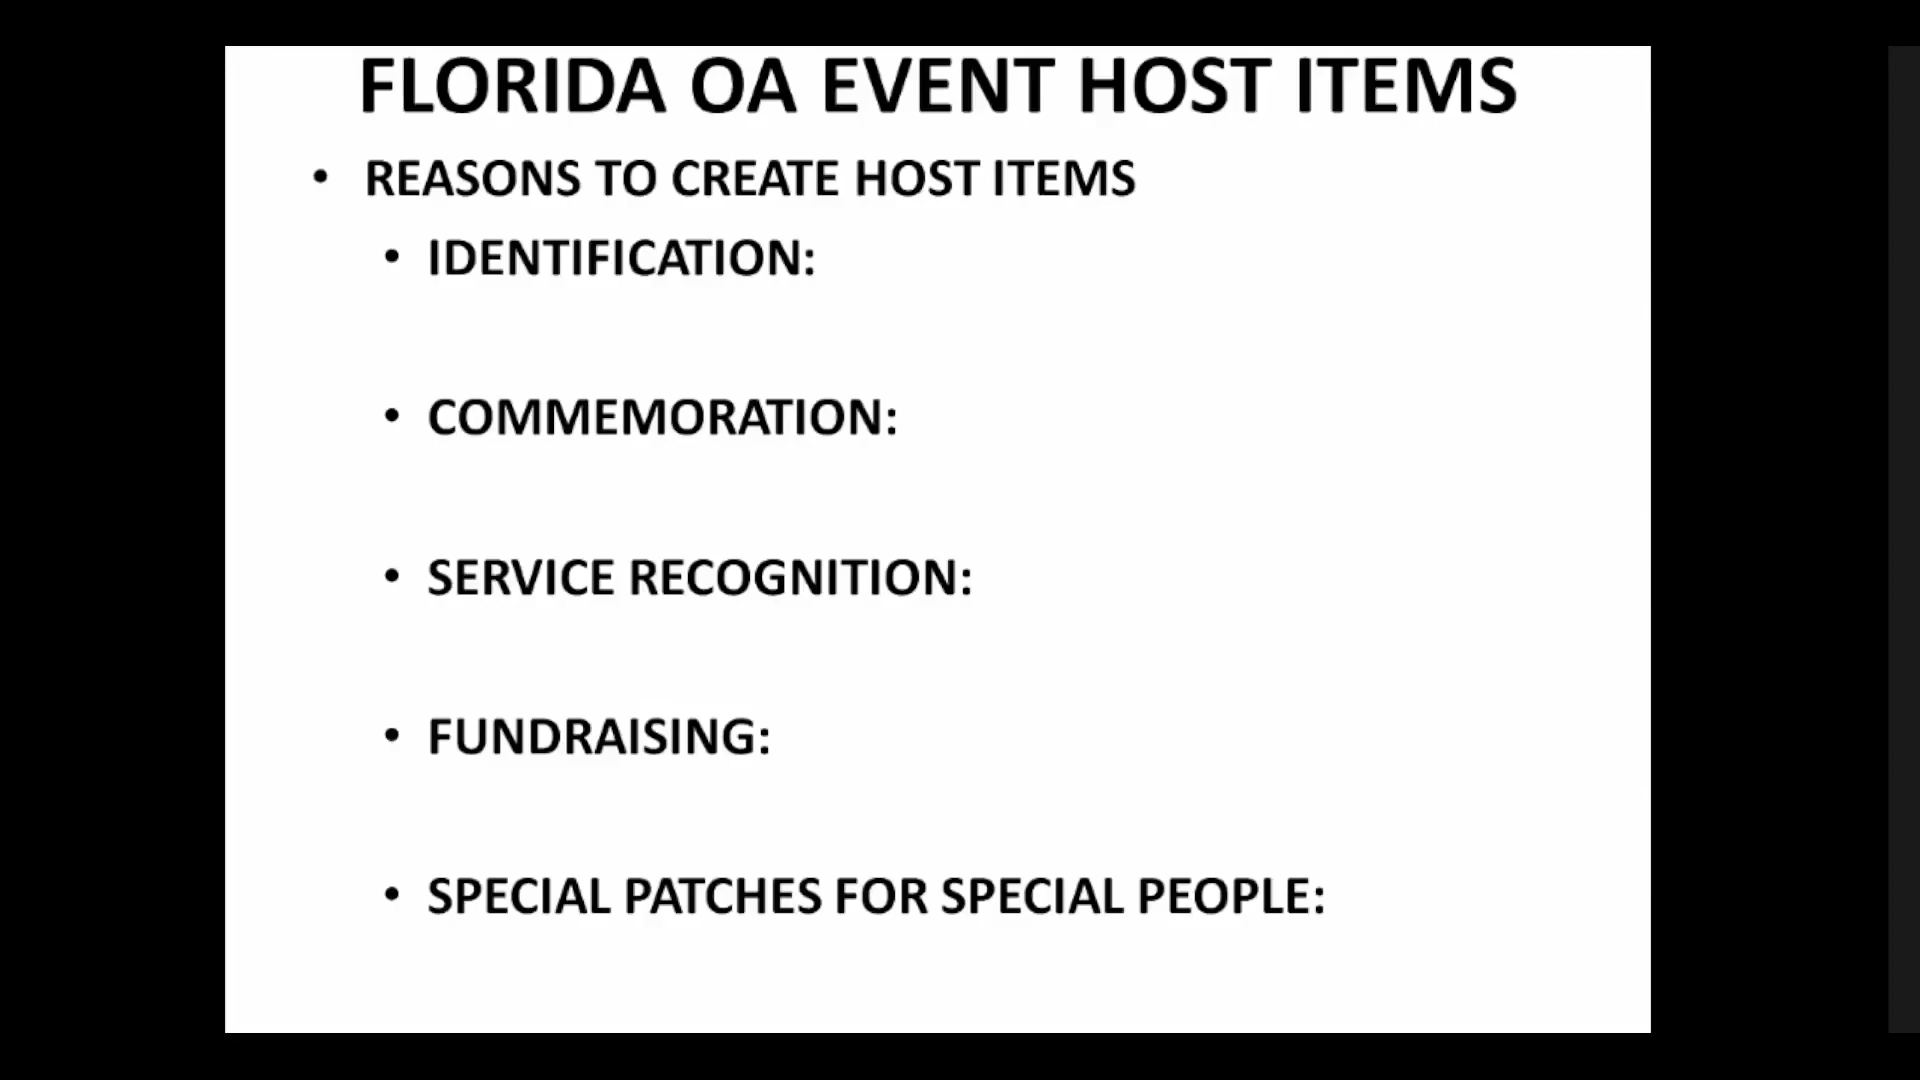 FLORIDA OA EVENT HOST ITEMS
• REASONS TO CREATE HOST ITEMS
• IDENTIFICATION:
• COMMEMORATION:
• SERVICE RECOGNITION:
• FUNDRAISING:
• SPECIAL PATCHES FOR SPECIAL PEOPLE: